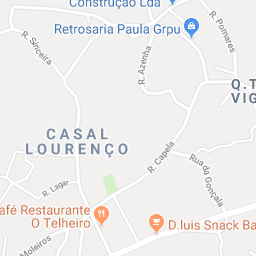 Construção Lda
Retrosaria Paula Grpu
R. Pomares
R. Sinceira
R. Azenha
Q.T
VIG
CASAL
LOURENÇO
R. Capela
Rua da Gonçala
R. Lagar
afé Restaurante
O Telheiro
D.luis Snack Ba
Moleiros